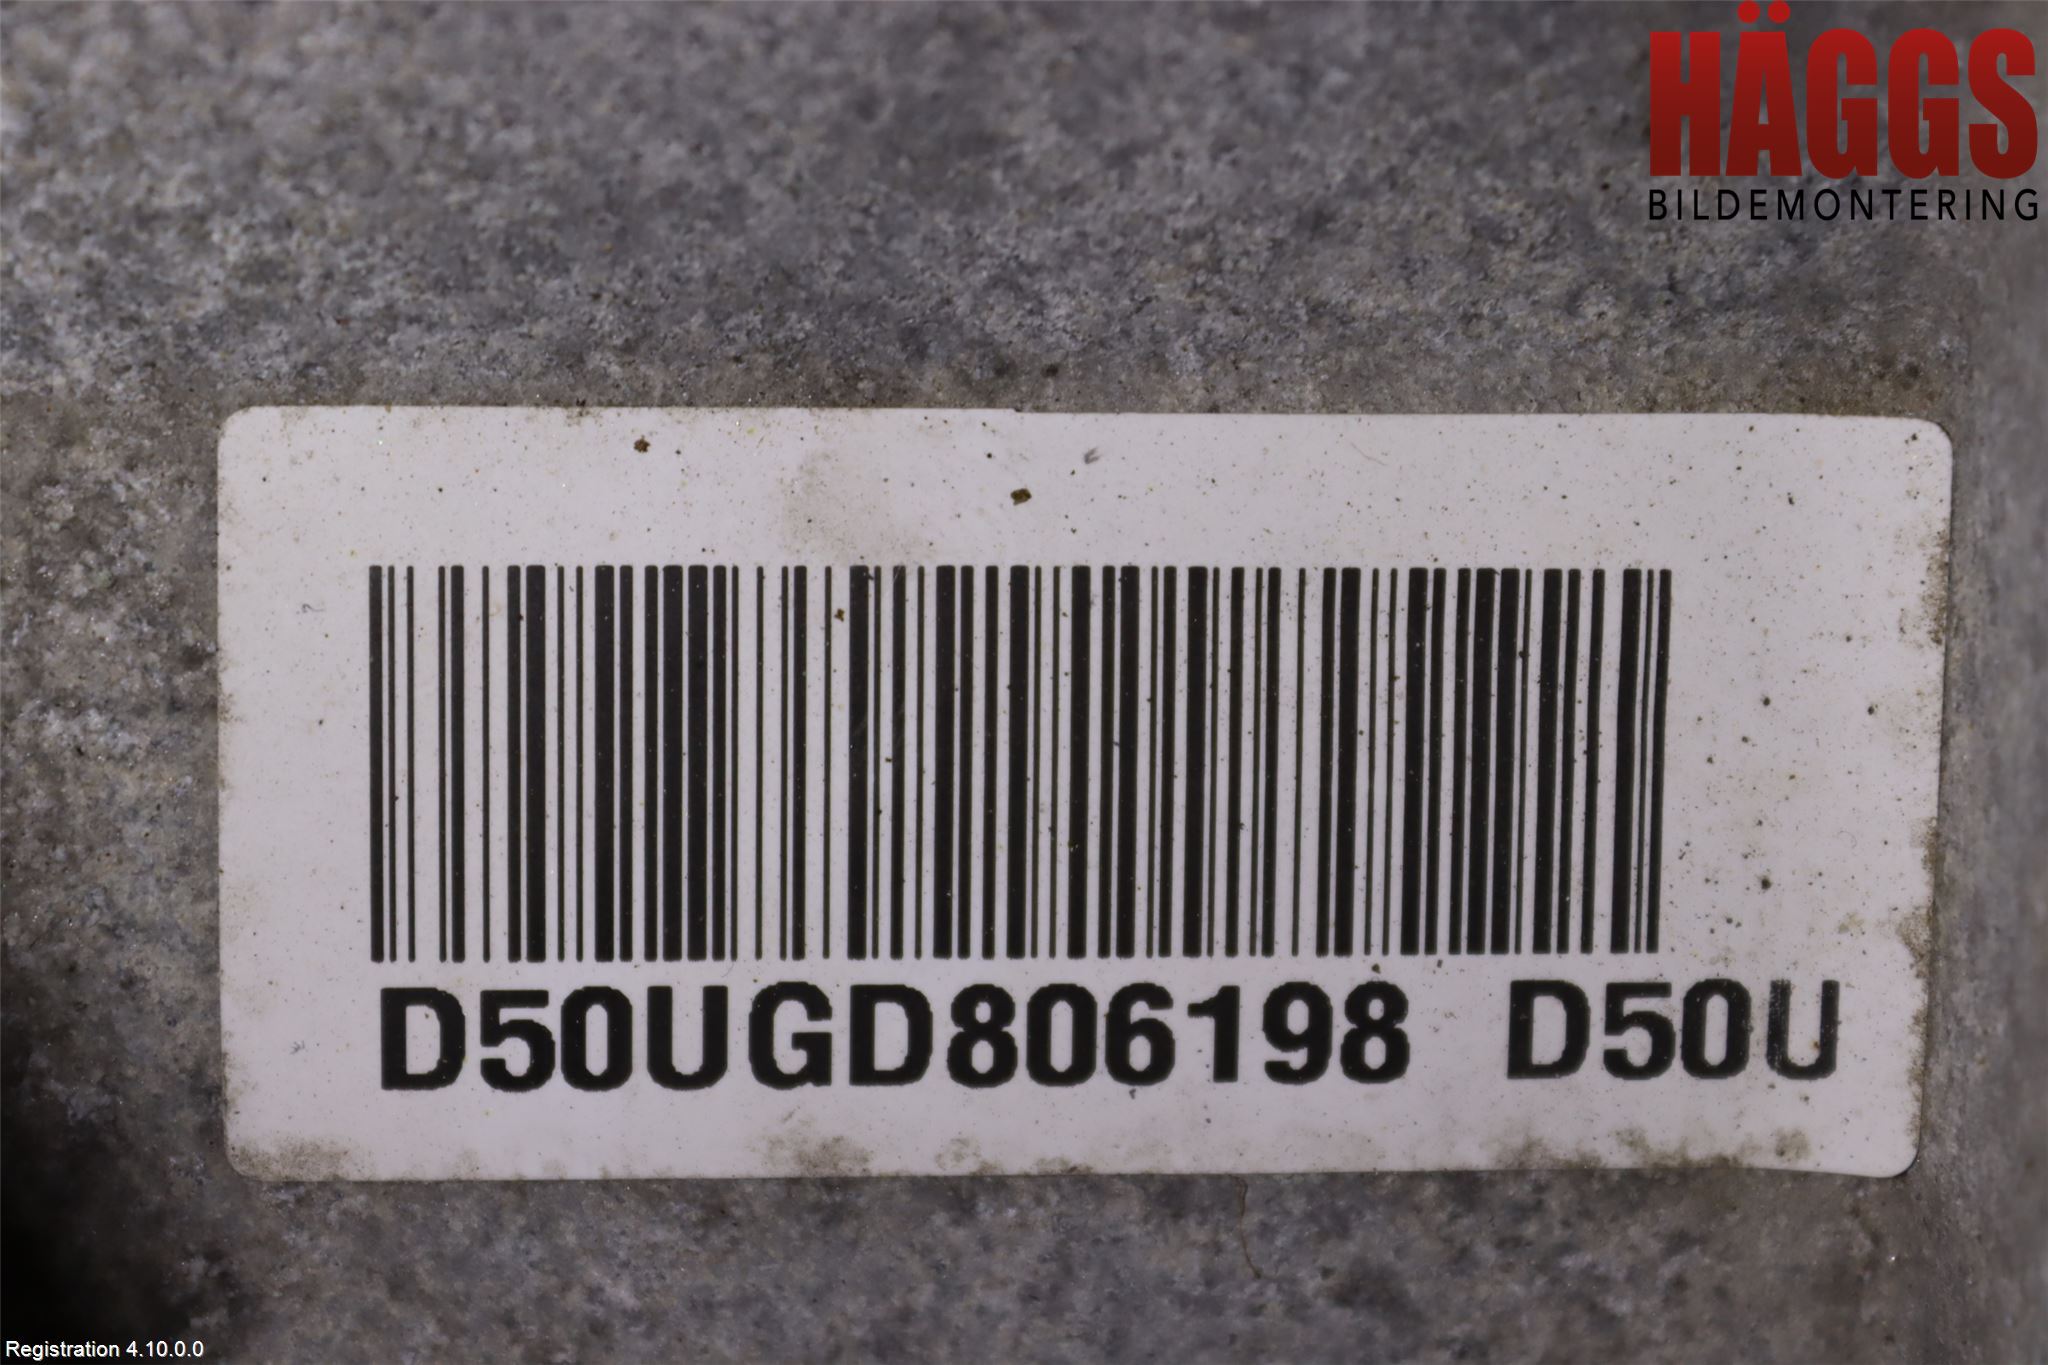 HÄGGS
BILDEMONTERING
D50UGD806198 D50U
Registration 4.10.0.0